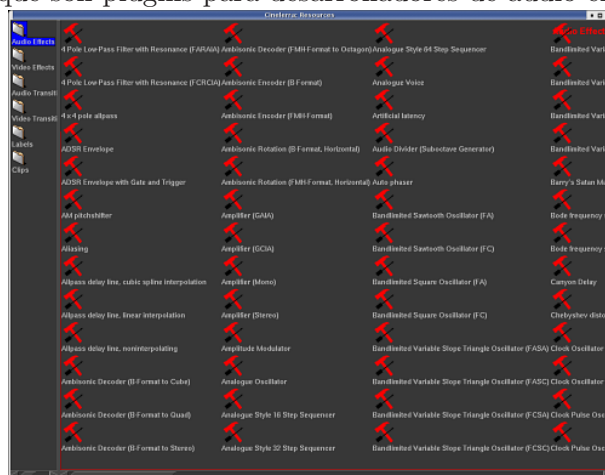 que son plugins para desarrolladores de audio
Cinelerra: Resources
Audio Effects
Video Effects
Audio Transiti
Video Transiti
Labels
Clips
4 Pole Low-Pass Filter with Resonance (FARAIA) Ambisonic Decoder (FMH-Format to Octagon) Analogue Style 64 Step Sequencer Bandlimited Vari
4 Pole Low-Pass Filter with Resonance (FCRCIA) Ambisonic Encoder (B-Format) Analogue Voice Bandlimited Vari
4 x 4 pole allpass Ambisonic Encoder (FMH-Format) Artificial latency Bandlimited Vari
ADSR Envelope Ambisonic Rotation (B-Format, Horizontal) Audio Divider (Suboctave Generator) Bandlimited Vari
ADSR Envelope with Gate and Trigger Ambisonic Rotation (FMH-Format, Horizontal) Auto phaser Barry's Satan M
AM pitchshifter Amplifier (GAIA) Bandlimited Sawtooth Oscillator (FA) Bode frequency
Aliasing Amplifier (GCIA) Bandlimited Sawtooth Oscillator (FC) Bode frequency
Allpass delay line, cubic spline interpolation Amplifier (Mono) Bandlimited Square Oscillator (FA) Canyon Delay
Allpass delay line, linear interpolation Amplifier (Stereo) Bandlimited Square Oscillator (FC) Chebyshev disto
Allpass delay line, noninterpolating Amplitude Modulator Bandlimited Variable Slope Triangle Oscillator (FASA) Clock Oscillator
Ambisonic Decoder (B-Format to Cube) Analogue Oscillator Bandlimited Variable Slope Triangle Oscillator (FASC) Clock Oscillator
Ambisonic Decoder (B-Format to Quad) Analogue Style 16 Step Sequencer Bandlimited Variable Slope Triangle Oscillator (FCSA) Clock Pulse Osc
Ambisonic Decoder (B-Format to Stereo) Analogue Style 32 Step Sequencer Bandlimited Variable Slope Triangle Oscillator (FCSC) Clock Pulse Osc